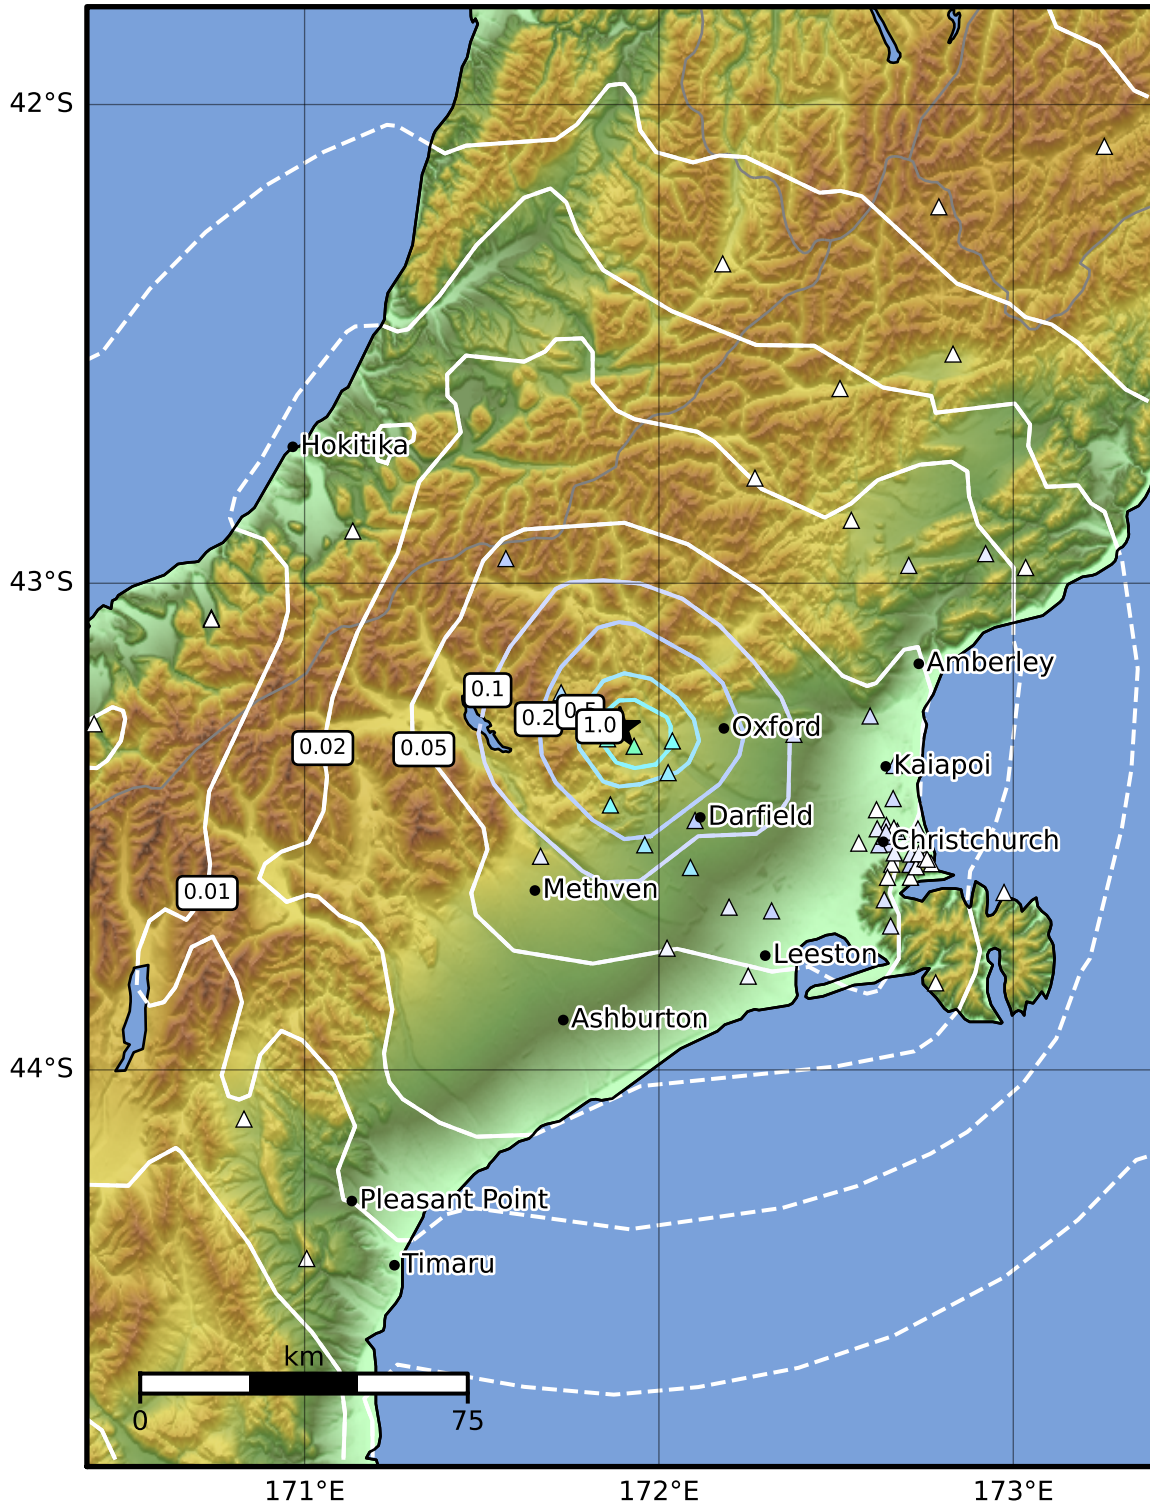 42°S
Hokitika
43°S
Amberley
0.1
0.2
1.0
Oxford
0.02
0.05
Kaiapoi
Darfield
Christchurch
0.01
Methven
Leeston
Ashburton
44°S
Pleasant Point
Timaru
km
0
75
171°E
172°E
173°E